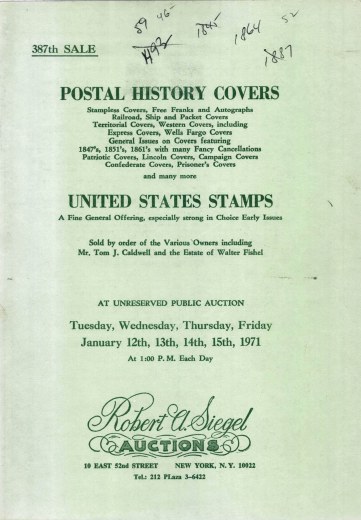 59 46- 1845 1864 52
1887
387th SALE
POSTAL HISTORY COVERS
Stampless Covers, Free Franks and Autographs
Railroad, Ship and Packet Covers
Territorial Covers, Western Covers, including
Express Covers, Wells Fargo Covers
General Issues on Covers featuring
1847's, 1851's, 1861's with many Fancy Cancellations
Patriotic Covers, Lincoln Covers, Campaign Covers
Confederate Covers, Prisoner's Covers
and many more
UNITED STATES STAMPS
A Fine General Offering, especially strong in Choice Early Issues
Sold by order of the Various Owners including
Mr. Tom J. Caldwell and the Estate of Walter Fishel
AT UNRESERVED PUBLIC AUCTION
Tuesday, Wednesday, Thursday, Friday
January 12th, 13th, 14th, 15th, 1971
At 1:00 P. M. Each Day
Robert A. Siegel
AUCTIONS
10 EAST 52nd STREET NEW YORK, N. Y. 10022
Tel.: 212 PLaza 3-6422